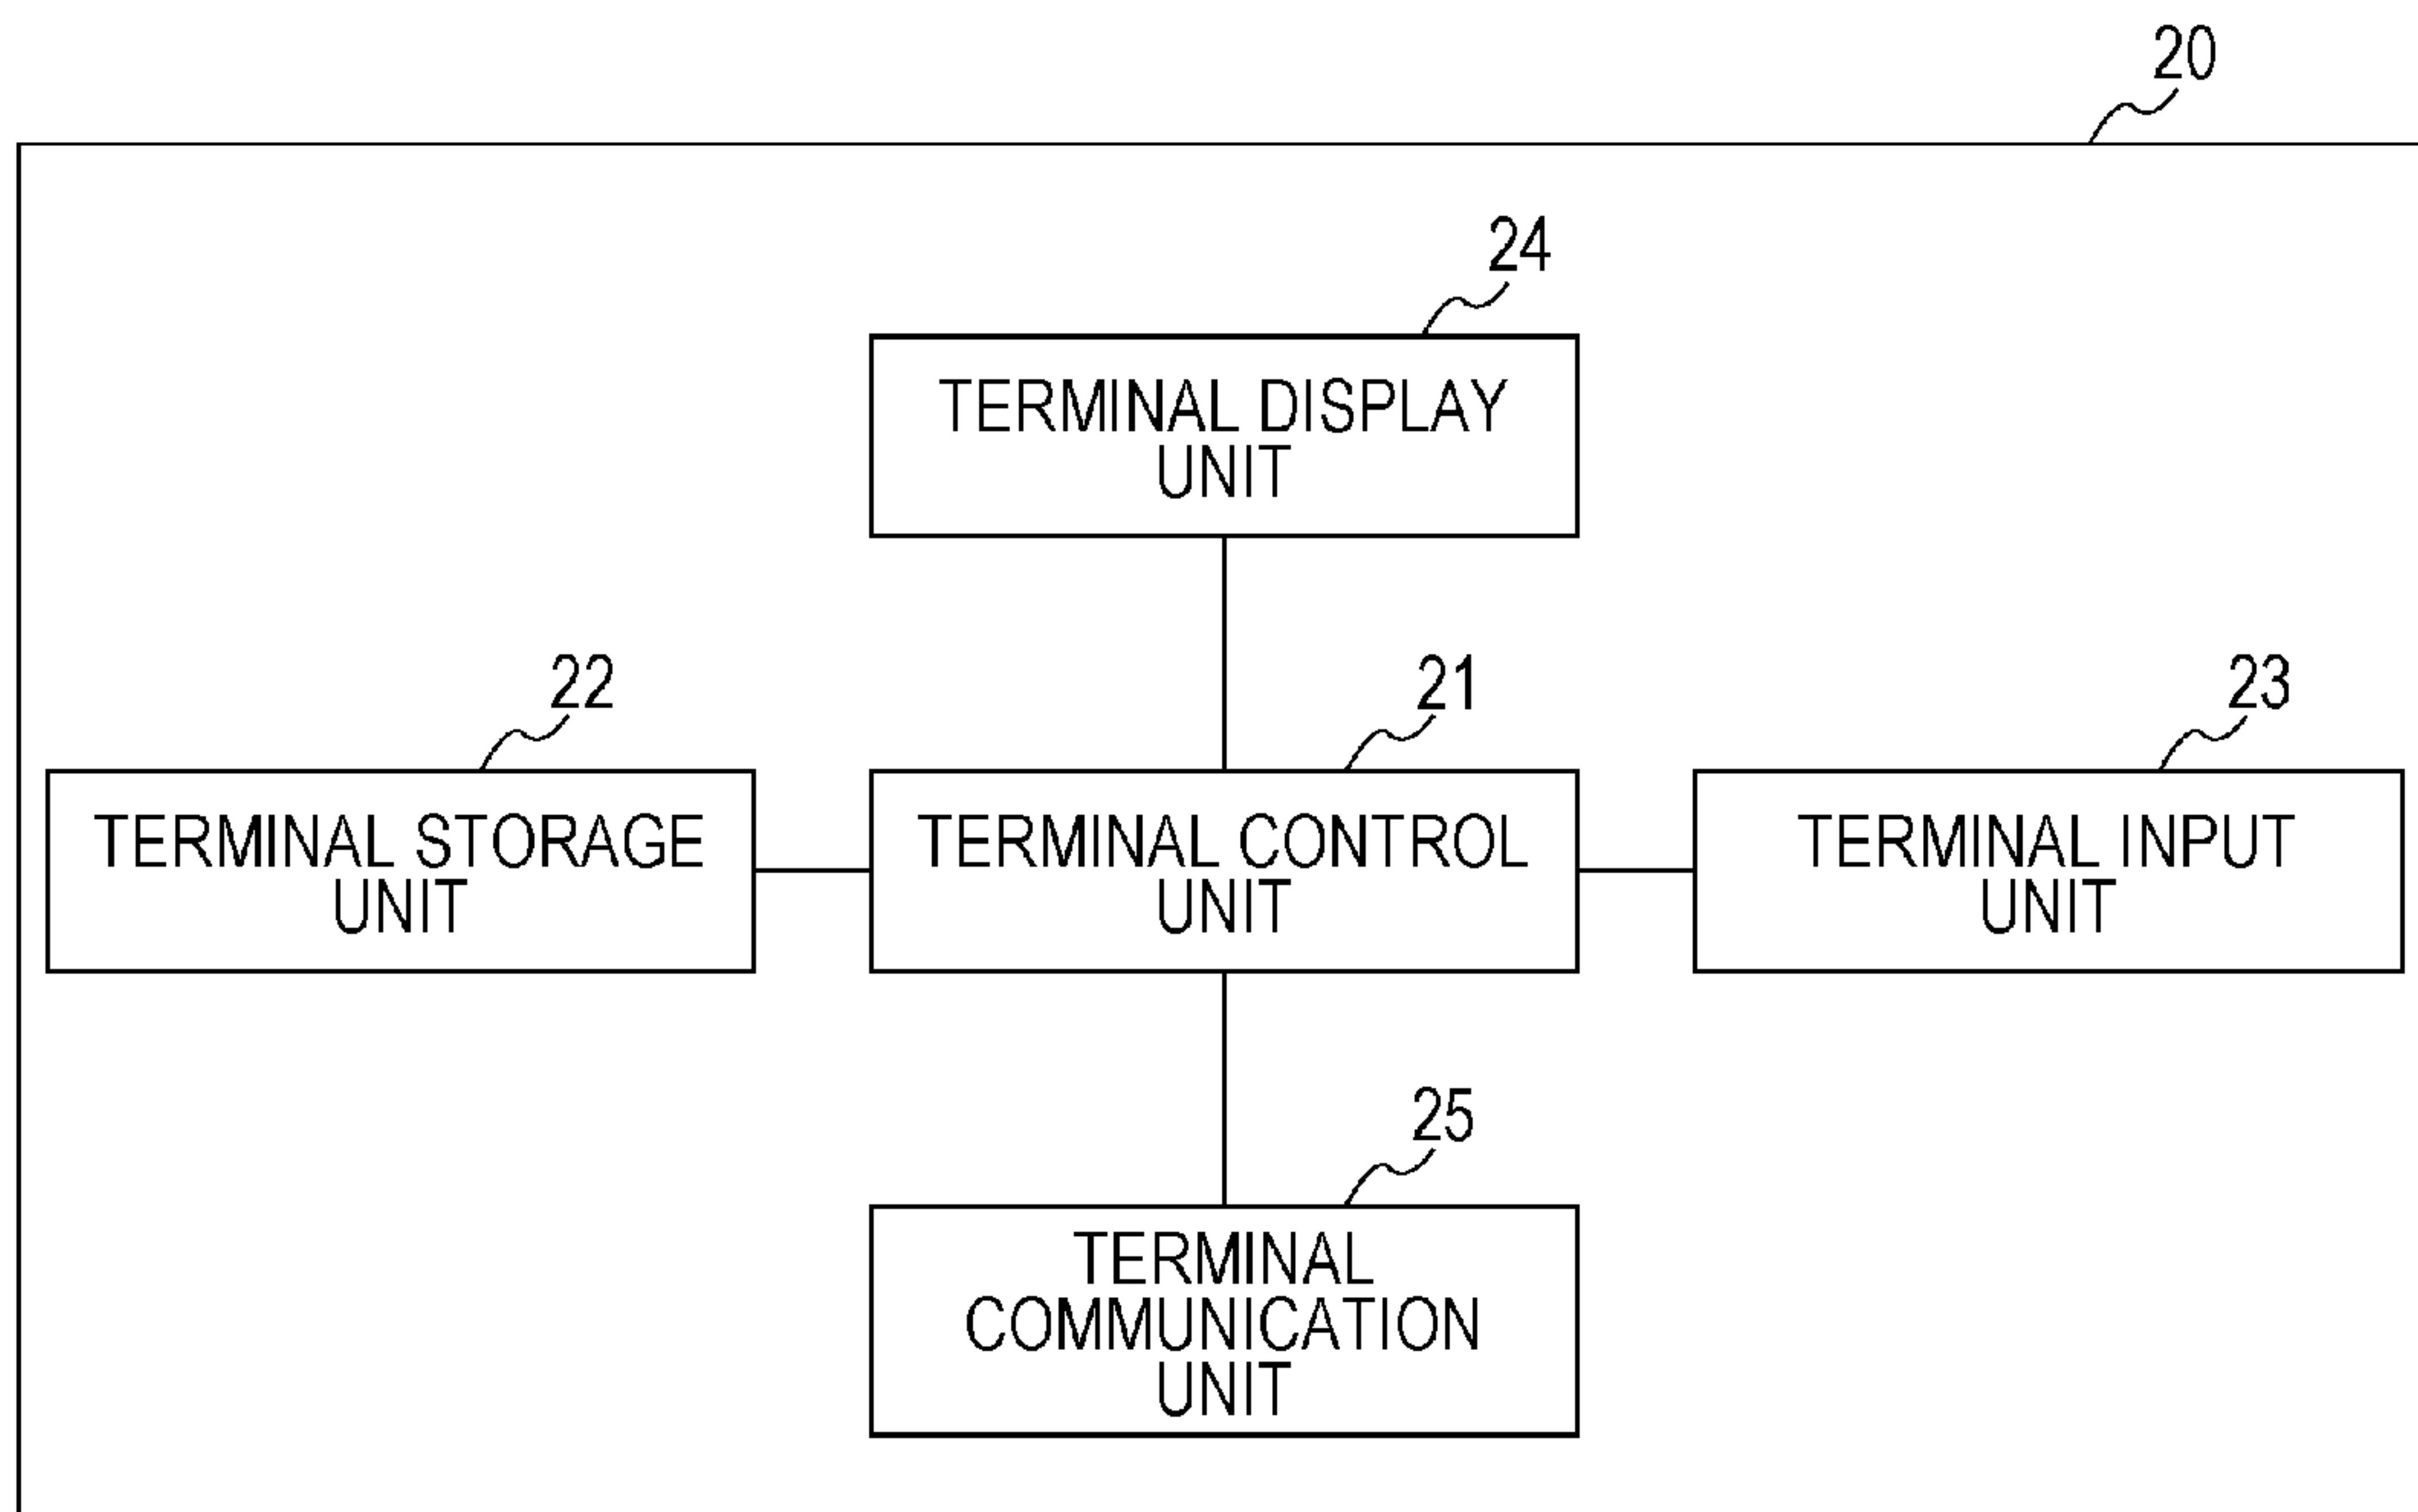 20
24
TERMINAL DISPLAY
UNIT
22
21
23
TERMINAL STORAGE
UNIT
TERMINAL CONTROL
UNIT
TERMINAL INPUT
UNIT
25
TERMINAL
COMMUNICATION
UNIT